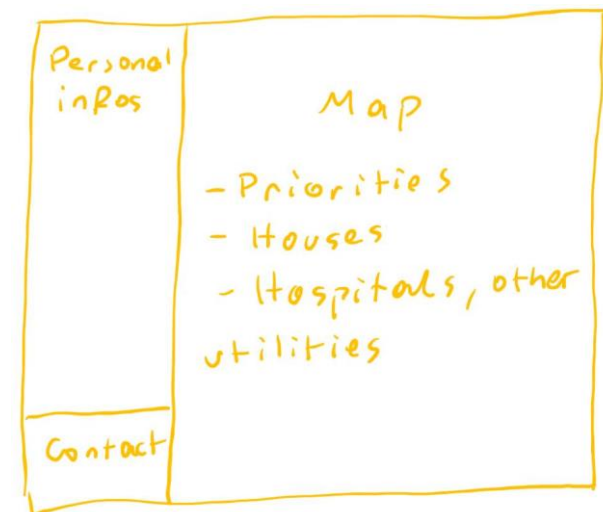 Personal
infos
Map
- Priorities
- Houses
- Hospitals, other
utilities
Contact